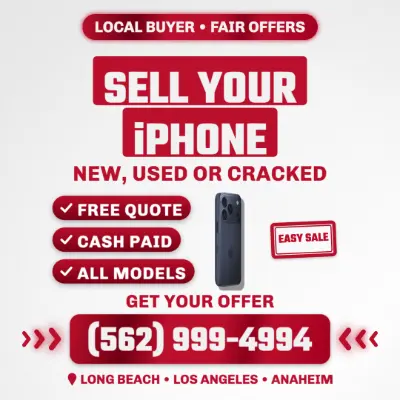 LOCAL BUYER • FAIR OFFERS
SELL YOUR
iPHONE
NEW, USED OR CRACKED
FREE QUOTE
CASH PAID
ALL MODELS
EASY SALE
GET YOUR OFFER
(562) 999-4994
LONG BEACH • LOS ANGELES • ANAHEIM